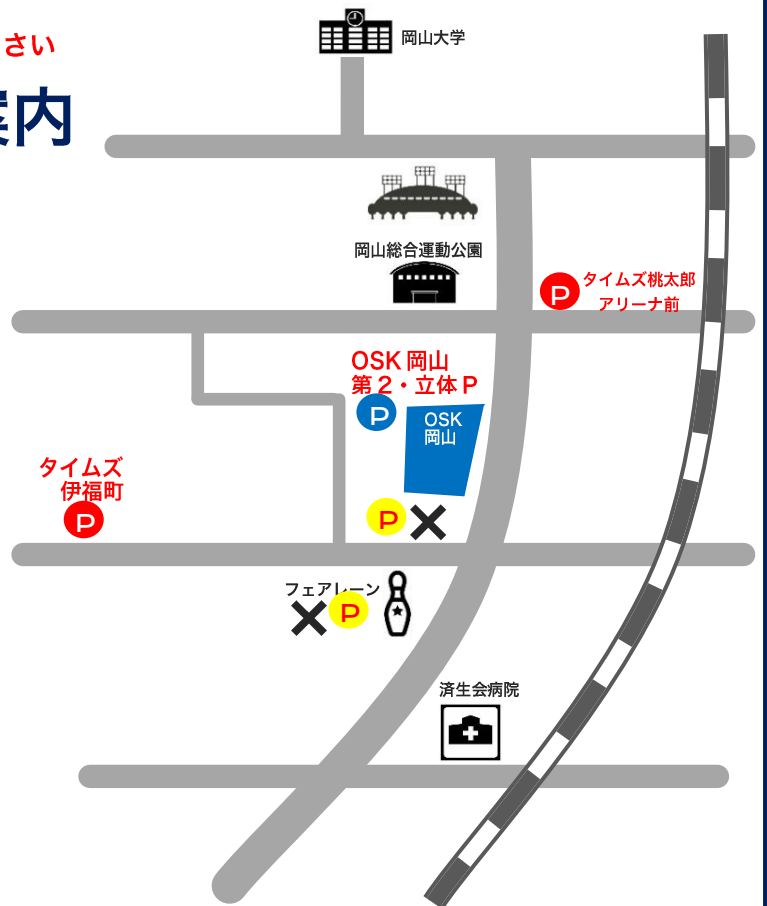 岡山大学
さい
案内
岡山総合運動公園
タイムズ桃太郎
アリーナ前
P
OSK 岡山
第２・立体 P
P
OSK
岡山
タイムズ
伊福町
P
P
フェアレーン
P
済生会病院